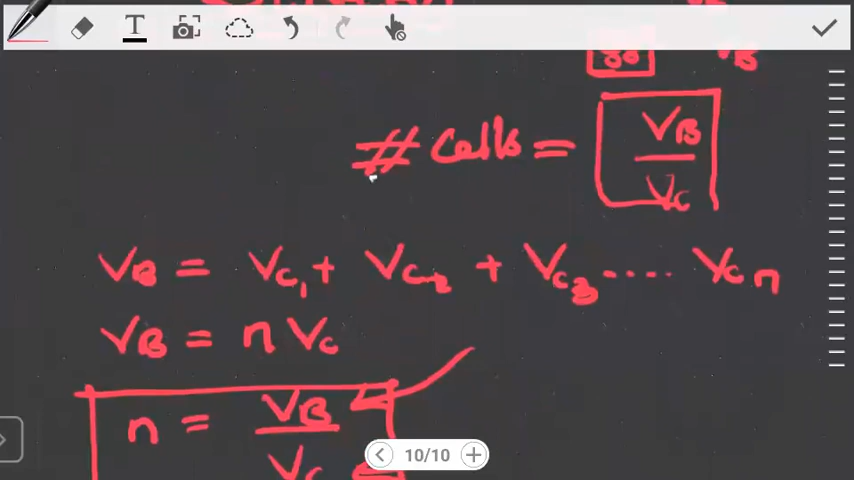 T
# Cells = VB/VC
VB = VC1 + VC2 + VC3 ..... VCn
VB = n VC
n = VB/VC
10/10